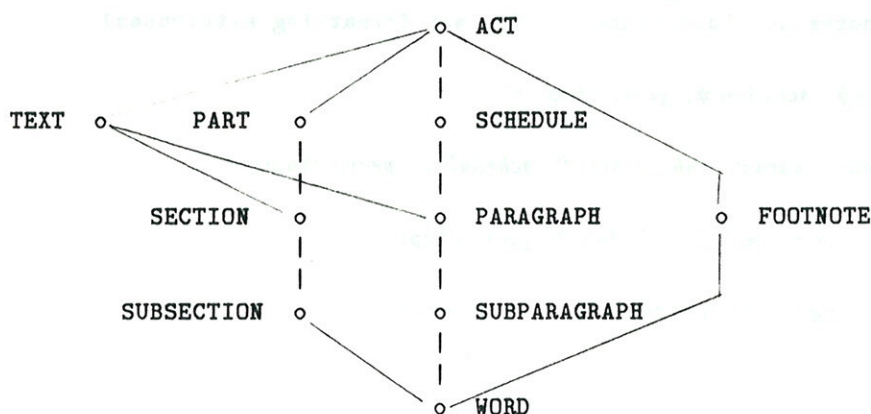 ACT
TEXT PART SCHEDULE
SECTION PARAGRAPH FOOTNOTE
SUBSECTION SUBPARAGRAPH
WORD